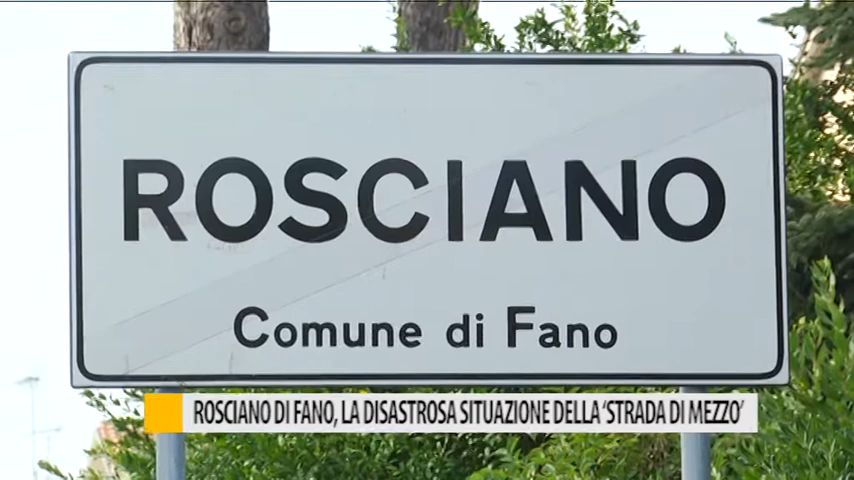 ROSCIANO
Comune di Fano
ROSCIANO DI FANO, LA DISASTROSA SITUAZIONE DELLA ‘STRADA DI MEZZO’